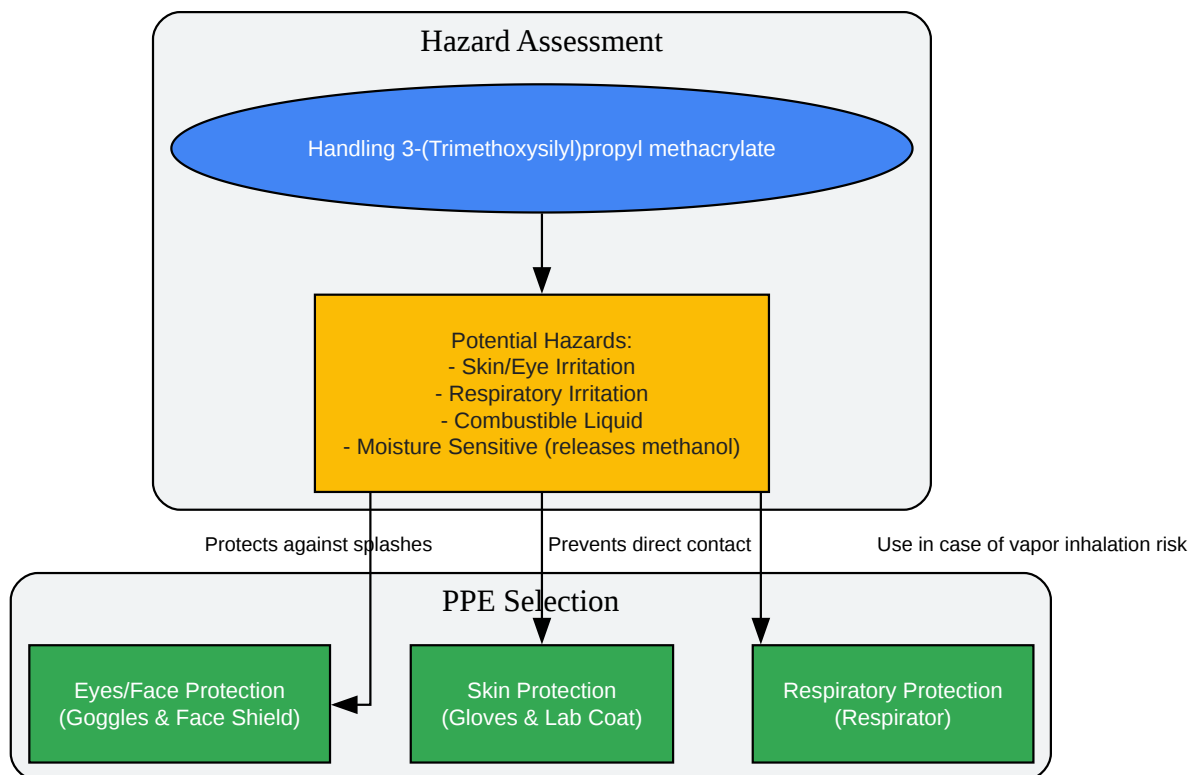 Hazard Assessment
Handling 3-(Trimethoxysilyl)propyl methacrylate
Potential Hazards:
- Skin/Eye Irritation
- Respiratory Irritation
- Combustible Liquid
- Moisture Sensitive (releases methanol)
Protects against splashes
Prevents direct contact
Use in case of vapor inhalation risk
PPE Selection
Eyes/Face Protection
(Goggles & Face Shield)
Skin Protection
(Gloves & Lab Coat)
Respiratory Protection
(Respirator)